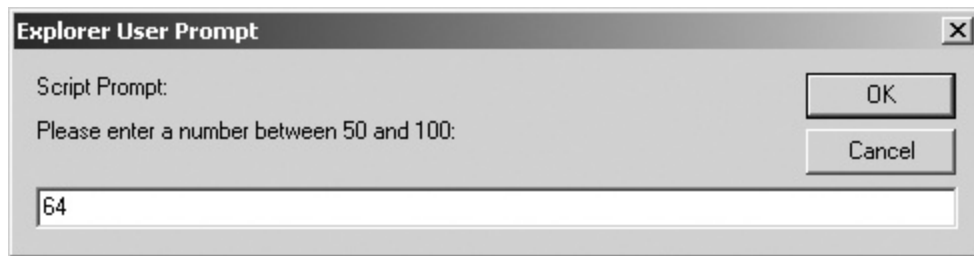 Explorer User Prompt
Script Prompt:
Please enter a number between 50 and 100:
OK
Cancel
64